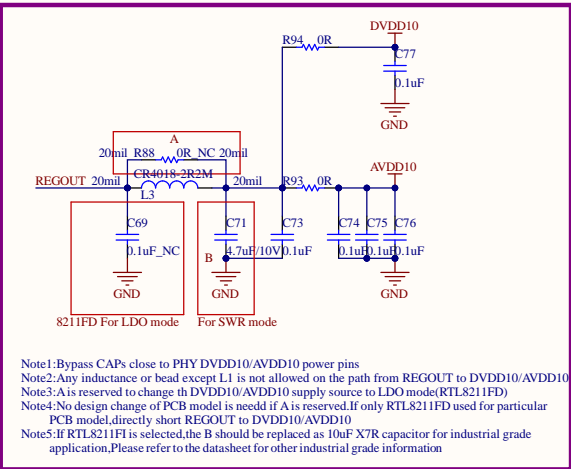 DVDD10
R94 0R
C77
0.1uF
GND
A
20mil R88 0R_NC 20mil
AVDD10
CR4018-2R2M
REGOUT 20mil
20mil
R93 0R
L3
C69
C71
C73
C74
C75
C76
0.1uF_NC
B
4.7uF/10V
0.1uF
0.1uF
0.1uF
0.1uF
GND
GND
GND
8211FD For LDO mode
For SWR mode
Note1:Bypass CAPs close to PHY DVDD10/AVDD10 power pins
Note2:Any inductance or bead except L1 is not allowed on the path from REGOUT to DVDD10/AVDD10
Note3:A is reserved to change th DVDD10/AVDD10 supply source to LDO mode(RTL8211FD)
Note4:No design change of PCB model is needd if A is reserved.If only RTL8211FD used for particular
PCB model,directly short REGOUT to DVDD10/AVDD10
Note5:If RTL8211FI is selected,the B should be replaced as 10uF X7R capacitor for industrial grade
application,Please refer to the datasheet for other industrial grade information